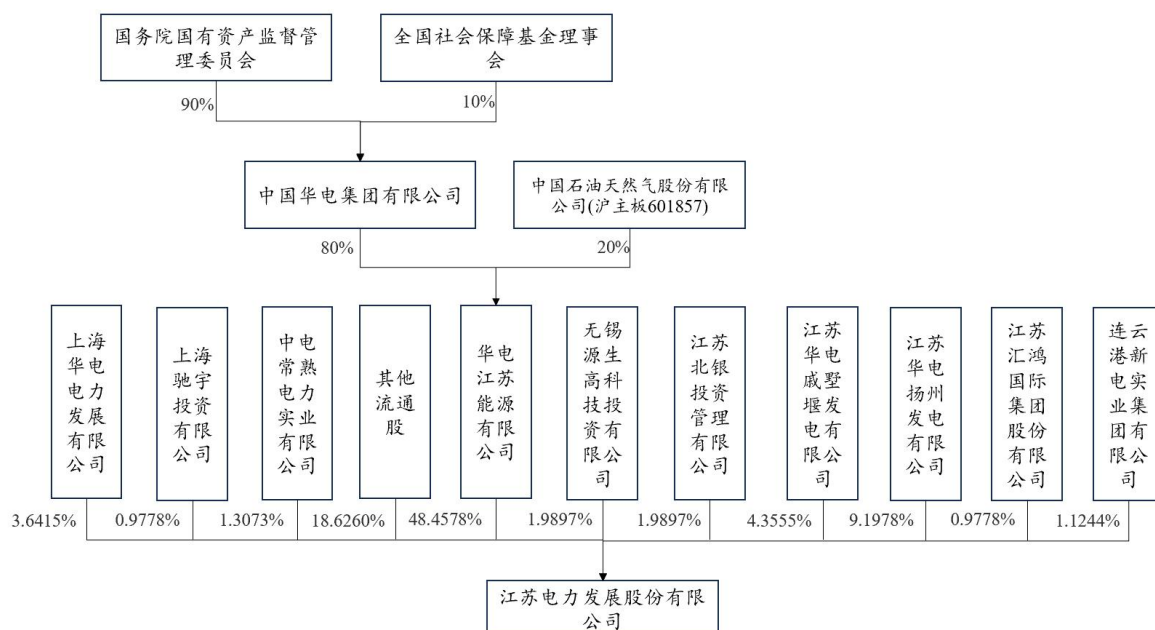 国务院国有资产监督管
理委员会
全国社会保障基金理事
会
90%
10%
中国华电集团有限公司
中国石油天然气股份有限
公司(沪主板601857)
80%
20%
上海
华电
电力
发展
有限
公司
上海
驰宇
投资
有限
公司
中电
常熟
电力
实业
有限
公司
其他
流通
股
华电
江苏
能源
有限
公司
无锡
源生
高科
技投
资有
限公
司
江苏
北银
投资
管理
有限
公司
江苏
华电
戚墅
堰发
电有
限公
司
江苏
华电
扬州
发电
有限
公司
江苏
汇鸿
国际
集团
股份
有限
公司
连云
港新
电实
业集
团有
限公
司
3.6415%
0.9778%
1.3073%
18.6260%
48.4578%
1.9897%
1.9897%
4.3555%
9.1978%
0.9778%
1.1244%
江苏电力发展股份有限
公司